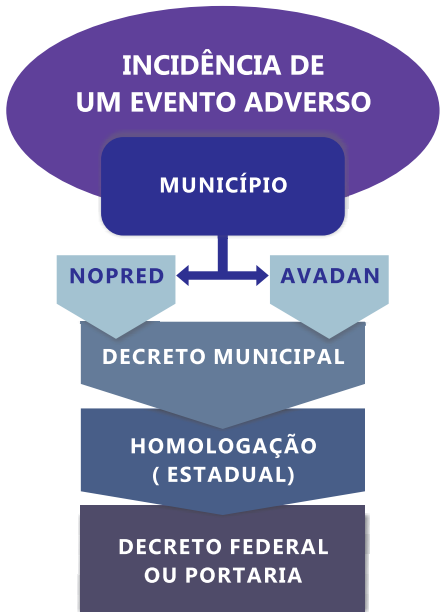 INCIDÊNCIA DE
UM EVENTO ADVERSO
MUNICÍPIO
NOPRED
AVADAN
DECRETO MUNICIPAL
HOMOLOGAÇÃO
( ESTADUAL)
DECRETO FEDERAL
OU PORTARIA